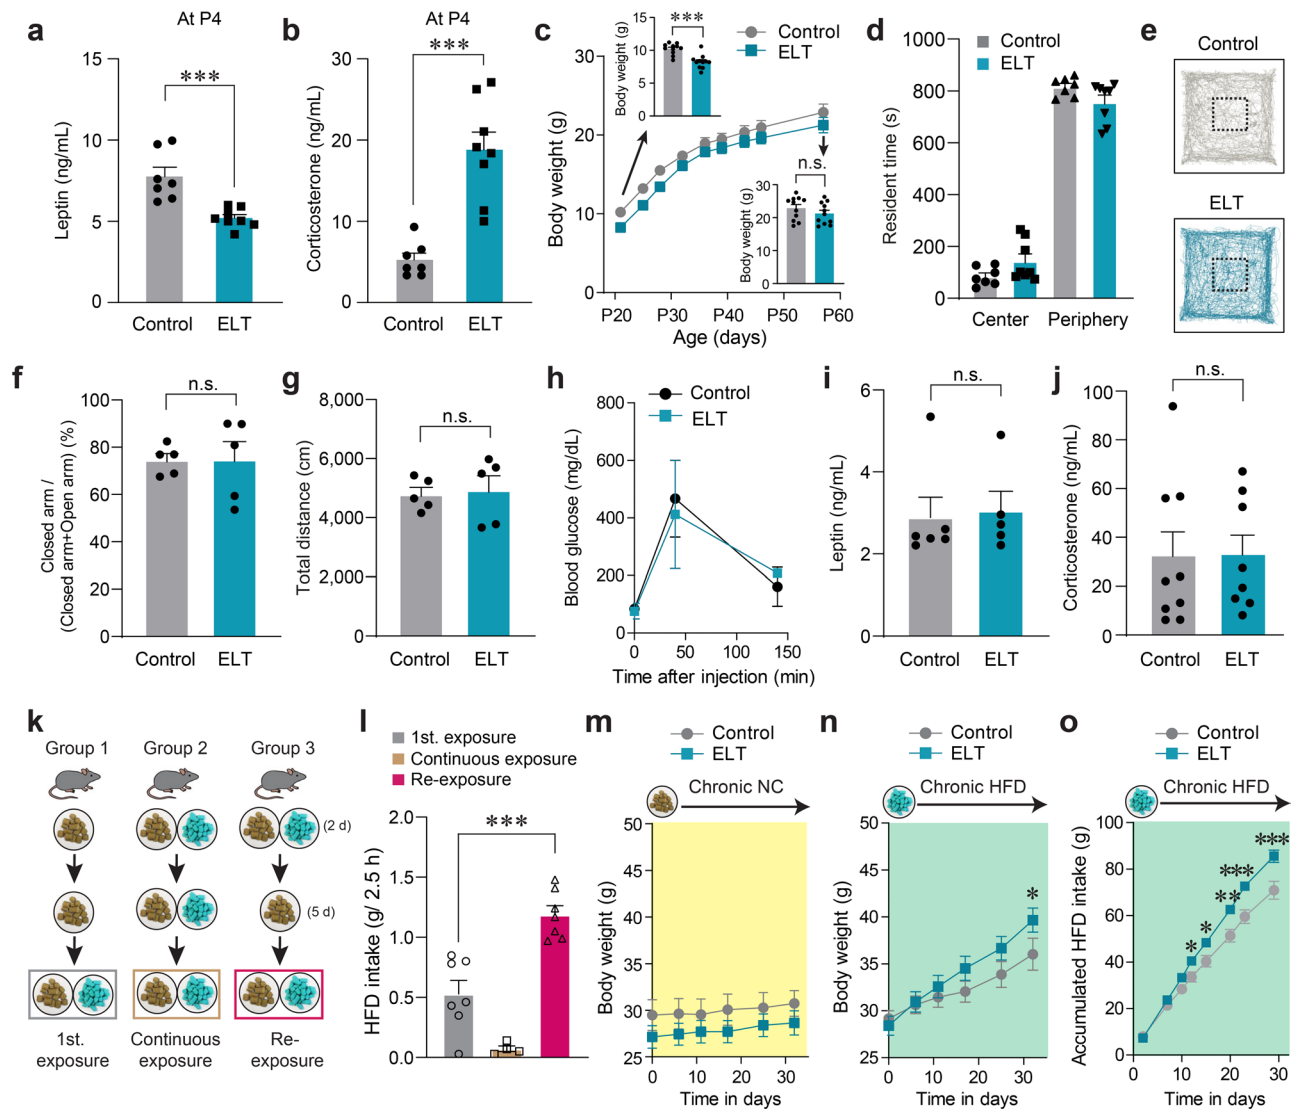 a
At P4
Leptin (ng/mL)
15
10
5
0
***
Control
ELT
b
At P4
Corticosterone (ng/mL)
30
20
10
0
***
Control
ELT
c
Control
ELT
Body weight (g)
30
20
10
0
P20
P30
P40
P50
P60
Age (days)
Body weight (g)
15
10
5
0
***
Body weight (g)
30
20
10
0
n.s.
d
Control
ELT
Resident time (s)
1000
800
600
400
200
0
Center
Periphery
e
Control
ELT
f
Closed arm /
(Closed arm+Open arm) (%)
100
80
60
40
20
0
n.s.
Control
ELT
g
Total distance (cm)
8,000
6,000
4,000
2,000
0
n.s.
Control
ELT
h
Control
ELT
Blood glucose (mg/dL)
800
600
400
200
0
0
50
100
150
Time after injection (min)
i
Leptin (ng/mL)
6
4
2
0
n.s.
Control
ELT
j
Corticosterone (ng/mL)
100
80
60
40
20
0
n.s.
Control
ELT
k
Group 1
Group 2
Group 3
(2 d)
(5 d)
1st.
exposure
Continuous
exposure
Re-
exposure
l
1st. exposure
Continuous exposure
Re-exposure
HFD intake (g/ 2.5 h)
2.0
1.5
1.0
0.5
0.0
***
m
Control
ELT
Chronic NC
Body weight (g)
50
45
40
35
30
25
0
10
20
30
Time in days
n
Control
ELT
Chronic HFD
Body weight (g)
50
45
40
35
30
25
*
0
10
20
30
Time in days
o
Control
ELT
Chronic HFD
Accumulated HFD intake (g)
100
80
60
40
20
0
*
*
**
***
***
0
10
20
30
Time in days